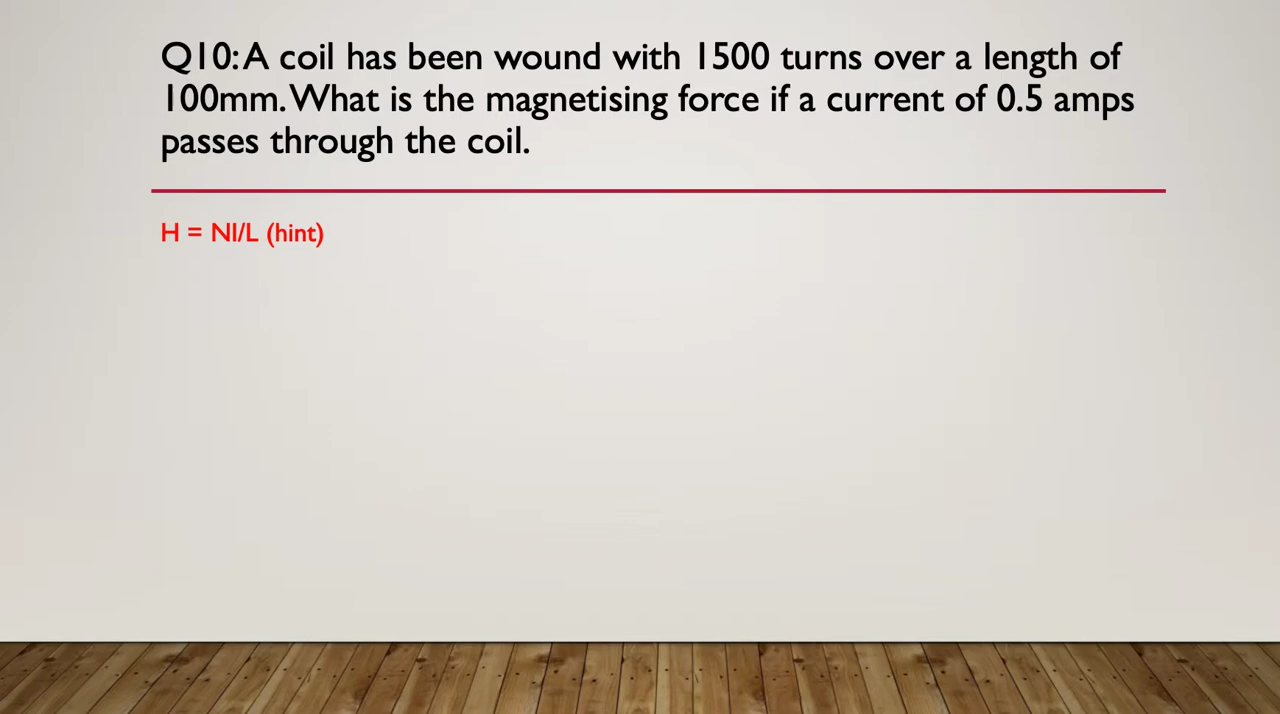 Q10: A coil has been wound with 1500 turns over a length of
100mm. What is the magnetising force if a current of 0.5 amps
passes through the coil.
H = NI/L (hint)